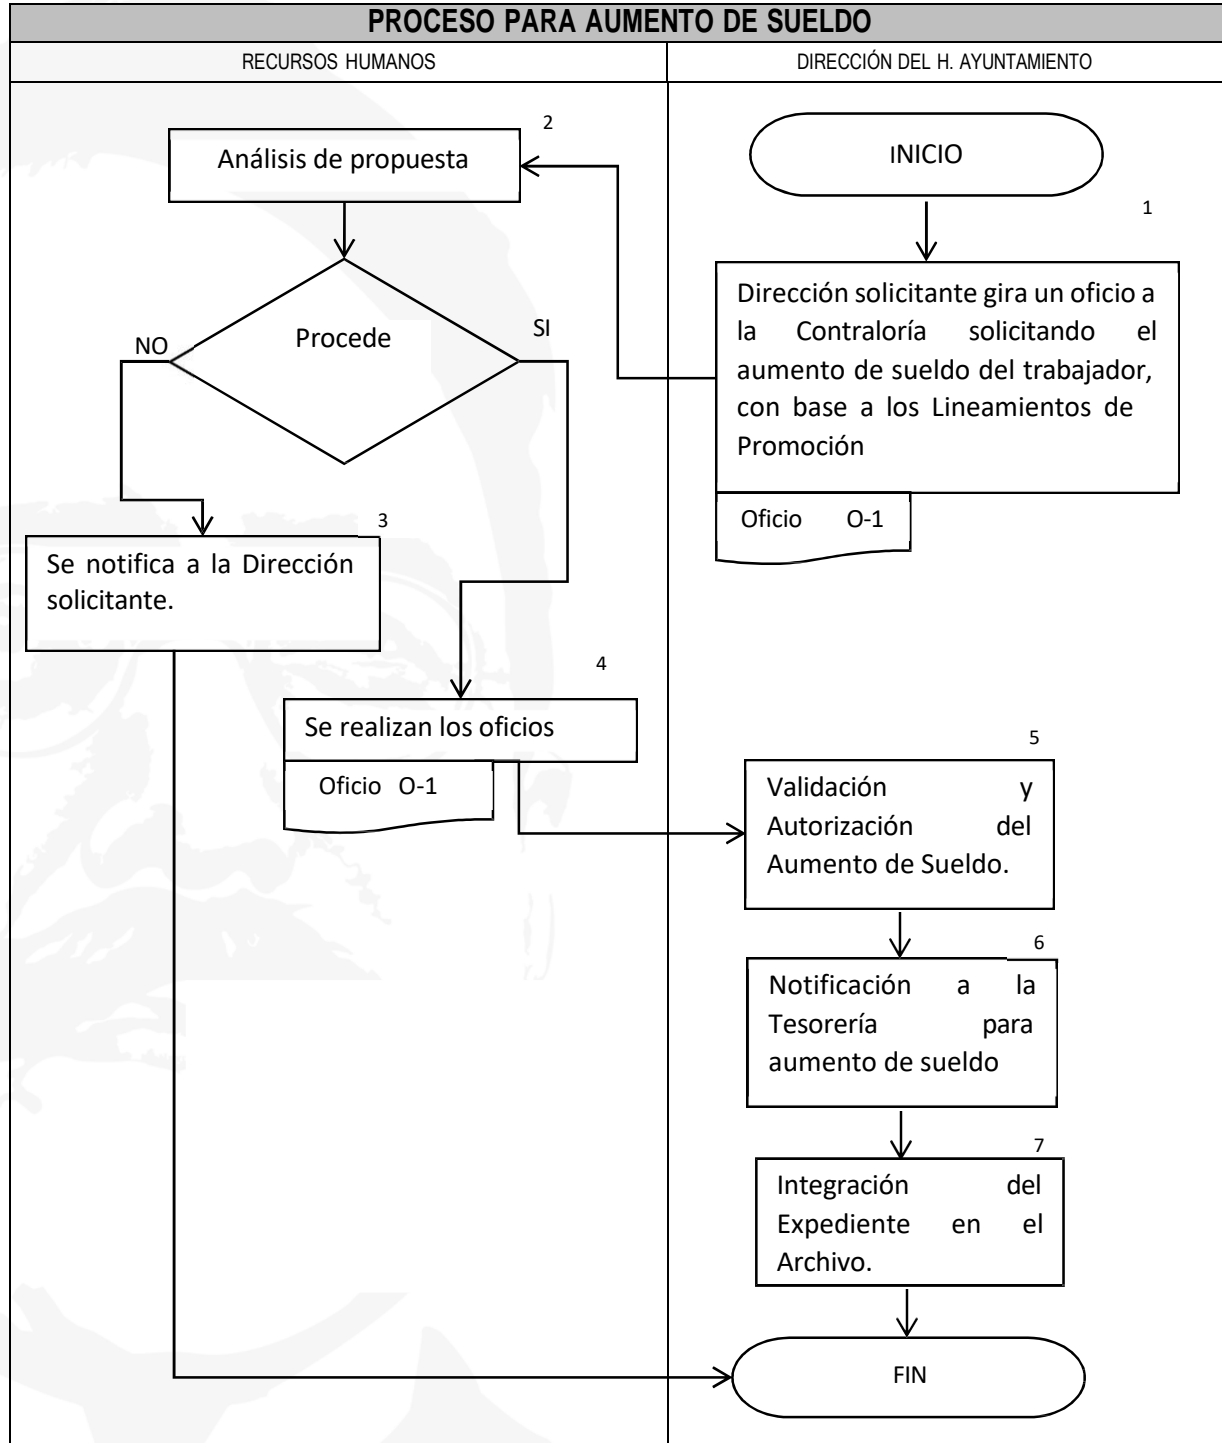 PROCESO PARA AUMENTO DE SUELDO
RECURSOS HUMANOS
DIRECCIÓN DEL H. AYUNTAMIENTO
INICIO
1
Dirección solicitante gira un oficio a
la Contraloría solicitando el
aumento de sueldo del trabajador,
con base a los Lineamientos de
Promoción
Oficio O-1
2
Análisis de propuesta
Procede
NO
SI
3
Se notifica a la Dirección
solicitante.
4
Se realizan los oficios
Oficio O-1
5
Validación y
Autorización del
Aumento de Sueldo.
6
Notificación a la
Tesorería para
aumento de sueldo
7
Integración del
Expediente en el
Archivo.
FIN